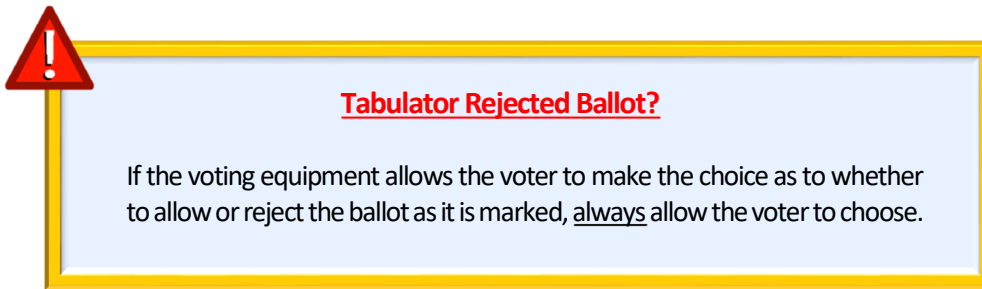 !
Tabulator Rejected Ballot?
If the voting equipment allows the voter to make the choice as to whether
to allow or reject the ballot as it is marked, always allow the voter to choose.